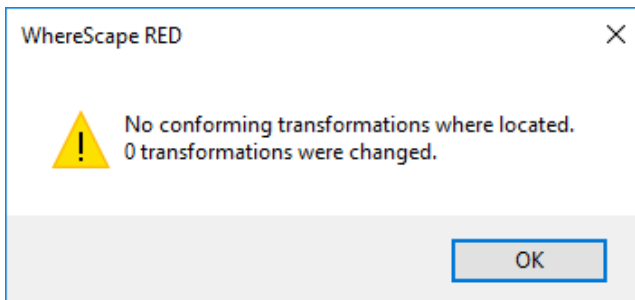 WhereScape RED
No conforming transformations where located.
0 transformations were changed.
OK